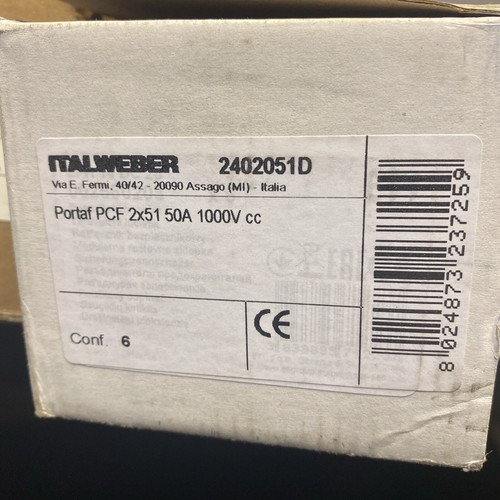 ITALWEBER 2402051D
Via E. Fermi, 40/42 - 20090 Assago (MI) - Italia
Portaf PCF 2x51 50A 1000V cc
Conf. 6
CE
8 024873 237259